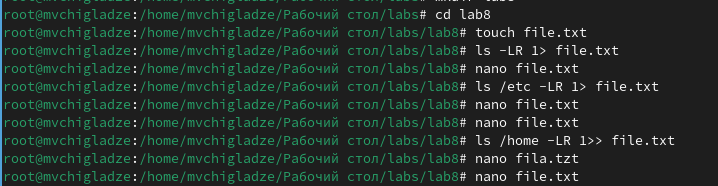 root@mvchigladze:/home/mvchigladze/Рабочий стол/labs# cd lab8
root@mvchigladze:/home/mvchigladze/Рабочий стол/labs/lab8# touch file.txt
root@mvchigladze:/home/mvchigladze/Рабочий стол/labs/lab8# ls -LR 1> file.txt
root@mvchigladze:/home/mvchigladze/Рабочий стол/labs/lab8# nano file.txt
root@mvchigladze:/home/mvchigladze/Рабочий стол/labs/lab8# ls /etc -LR 1> file.txt
root@mvchigladze:/home/mvchigladze/Рабочий стол/labs/lab8# nano file.txt
root@mvchigladze:/home/mvchigladze/Рабочий стол/labs/lab8# nano file.txt
root@mvchigladze:/home/mvchigladze/Рабочий стол/labs/lab8# ls /home -LR 1>> file.txt
root@mvchigladze:/home/mvchigladze/Рабочий стол/labs/lab8# nano fila.tzt
root@mvchigladze:/home/mvchigladze/Рабочий стол/labs/lab8# nano file.txt